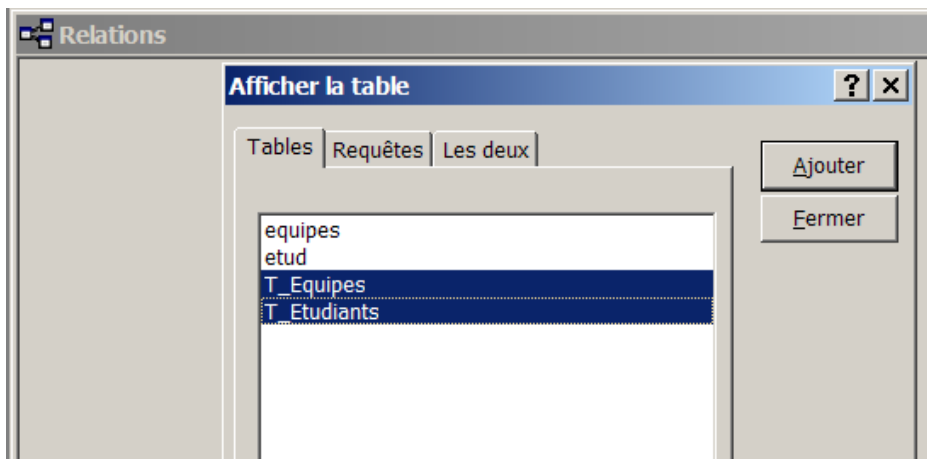 Relations
Afficher la table
Tables Requêtes Les deux
Ajouter
Fermer
equipes
etud
T_Equipes
T_Etudiants